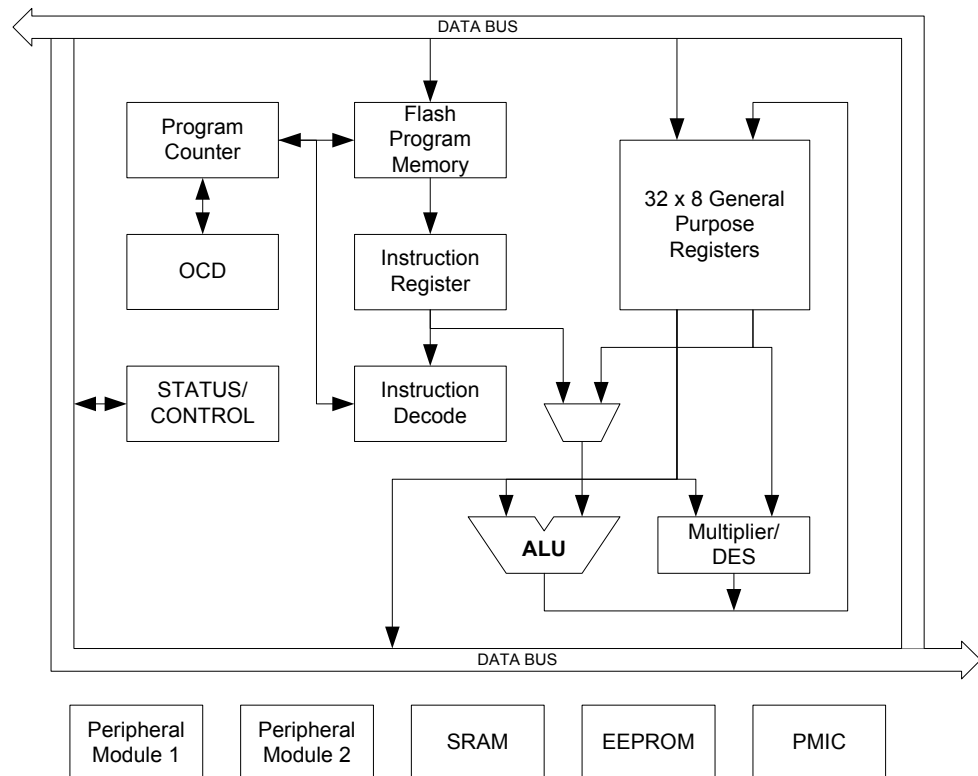 DATA BUS
Program
Counter
Flash
Program
Memory
32 x 8 General
Purpose
Registers
OCD
Instruction
Register
STATUS/
CONTROL
Instruction
Decode
ALU
Multiplier/
DES
DATA BUS
Peripheral
Module 1
Peripheral
Module 2
SRAM
EEPROM
PMIC